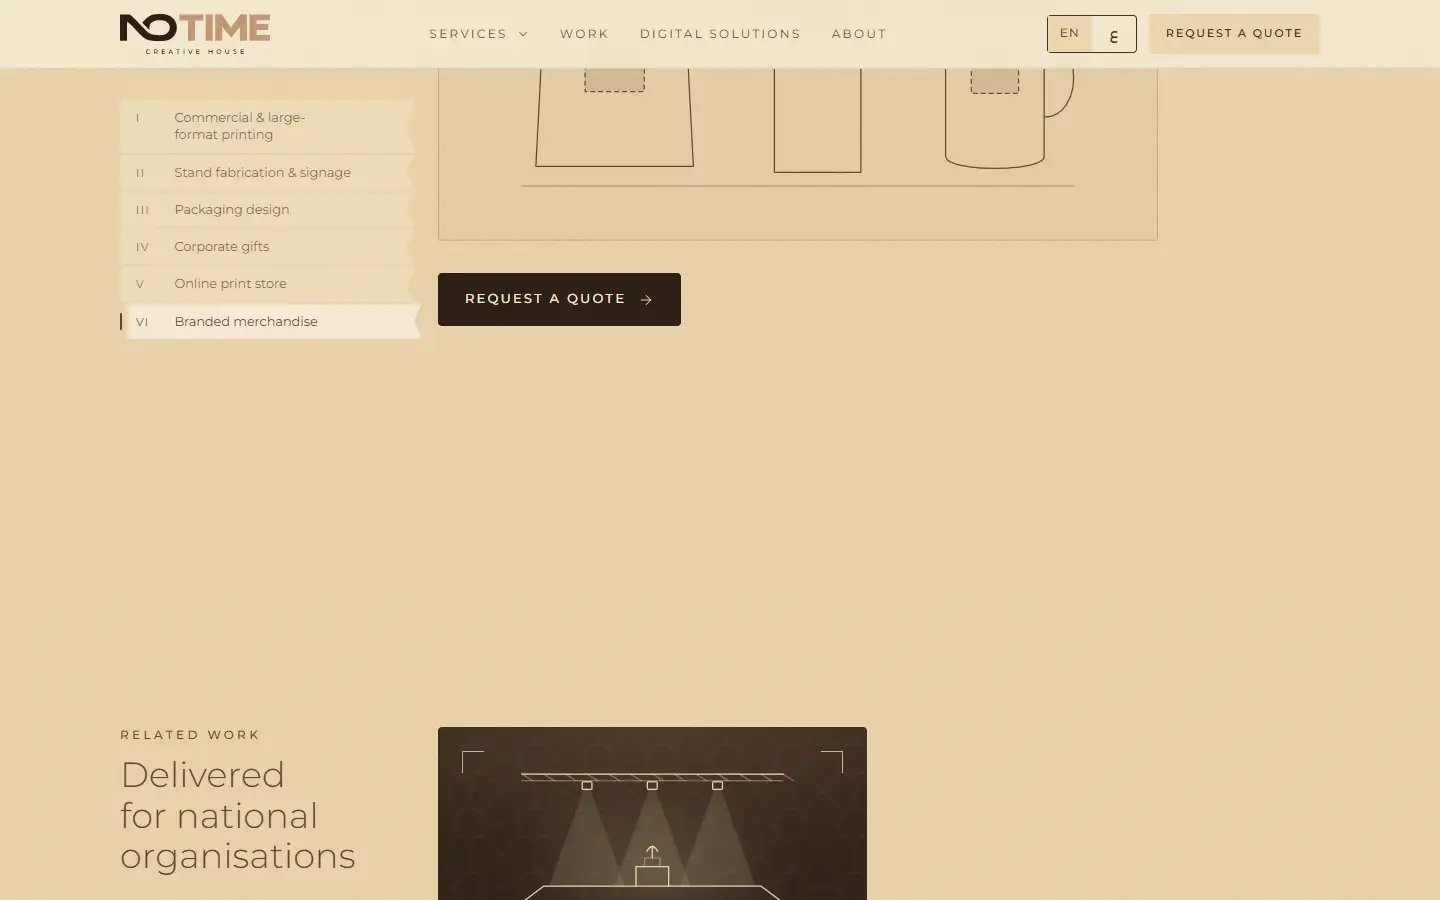 NOTIME
CREATIVE HOUSE
SERVICES
WORK
DIGITAL SOLUTIONS
ABOUT
EN
ع
REQUEST A QUOTE
I Commercial & large-
format printing
II Stand fabrication & signage
III Packaging design
IV Corporate gifts
V Online print store
VI Branded merchandise
REQUEST A QUOTE →
RELATED WORK
Delivered
for national
organisations